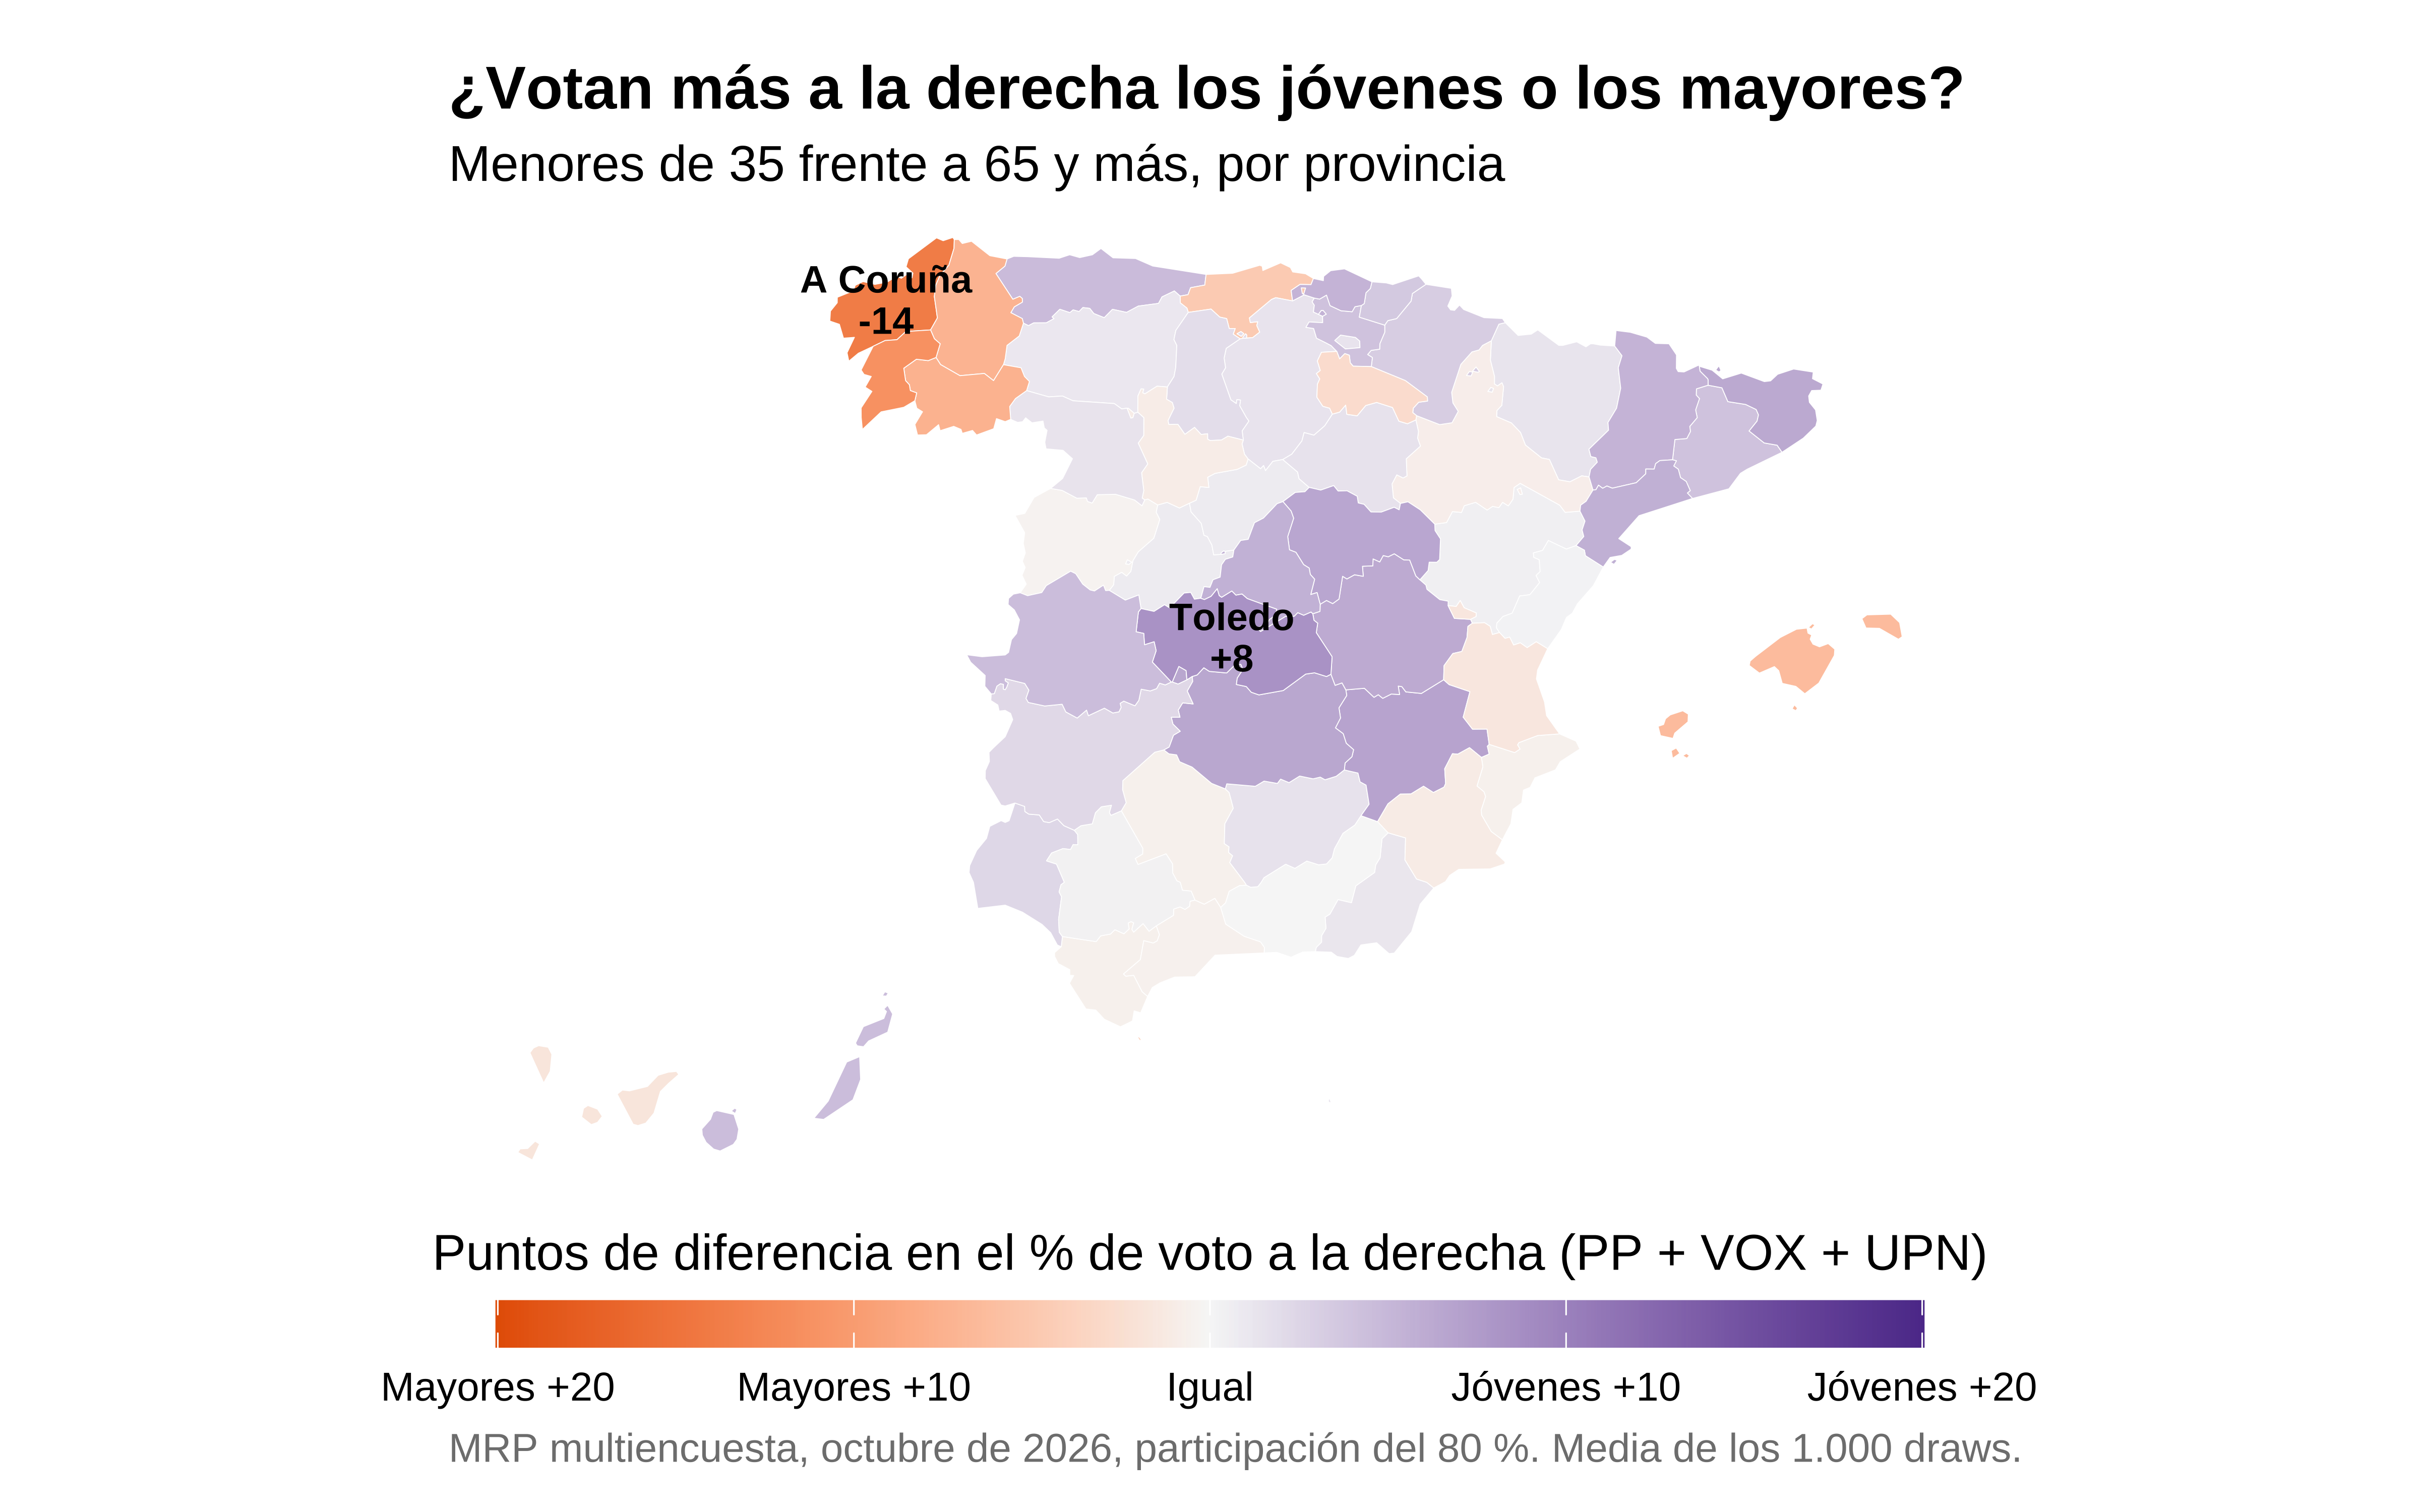 ¿Votan más a la derecha los jóvenes o los mayores?
Menores de 35 frente a 65 y más, por provincia
A Coruña
-14
Toledo
+8
Puntos de diferencia en el % de voto a la derecha (PP + VOX + UPN)
Mayores +20 Mayores +10 Igual Jóvenes +10 Jóvenes +20
MRP multiencuesta, octubre de 2026, participación del 80 %. Media de los 1.000 draws.